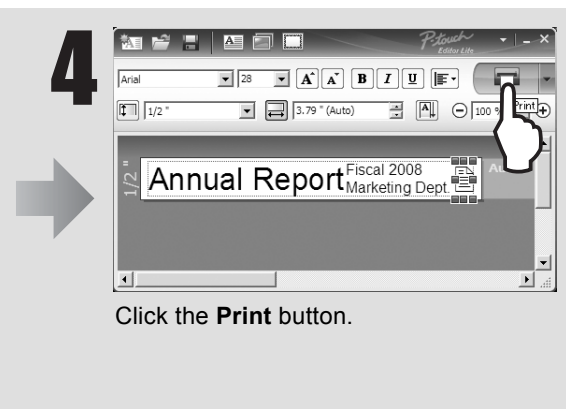 4
P-touch
Editor Lite
Arial 28 A A B I U
1/2 " 3.79 " (Auto) A 100 % Print
1/2 "
Annual Report Fiscal 2008
Marketing Dept.
Click the Print button.